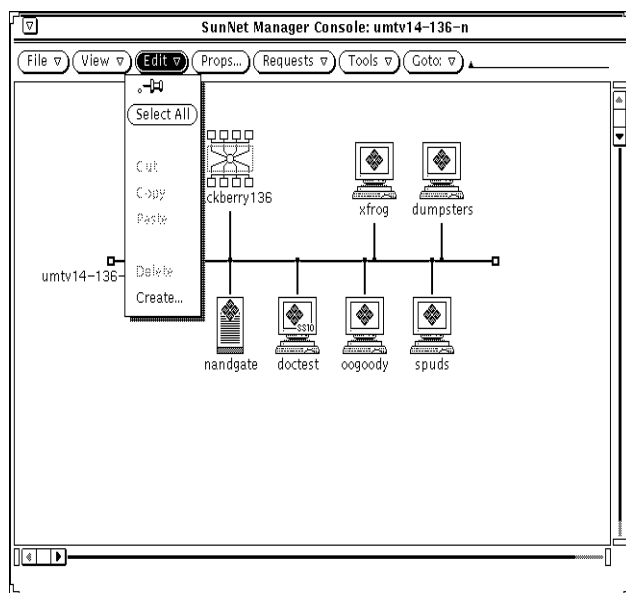 SunNet Manager Console: umtv14-136-n
File View Edit Props... Requests Tools Goto:
Select All
Cut
Copy
Paste
Delete
Create...
ckberry136
xfrog dumpsters
umtv14-136-
SS10
nandgate doctest oogoody spuds